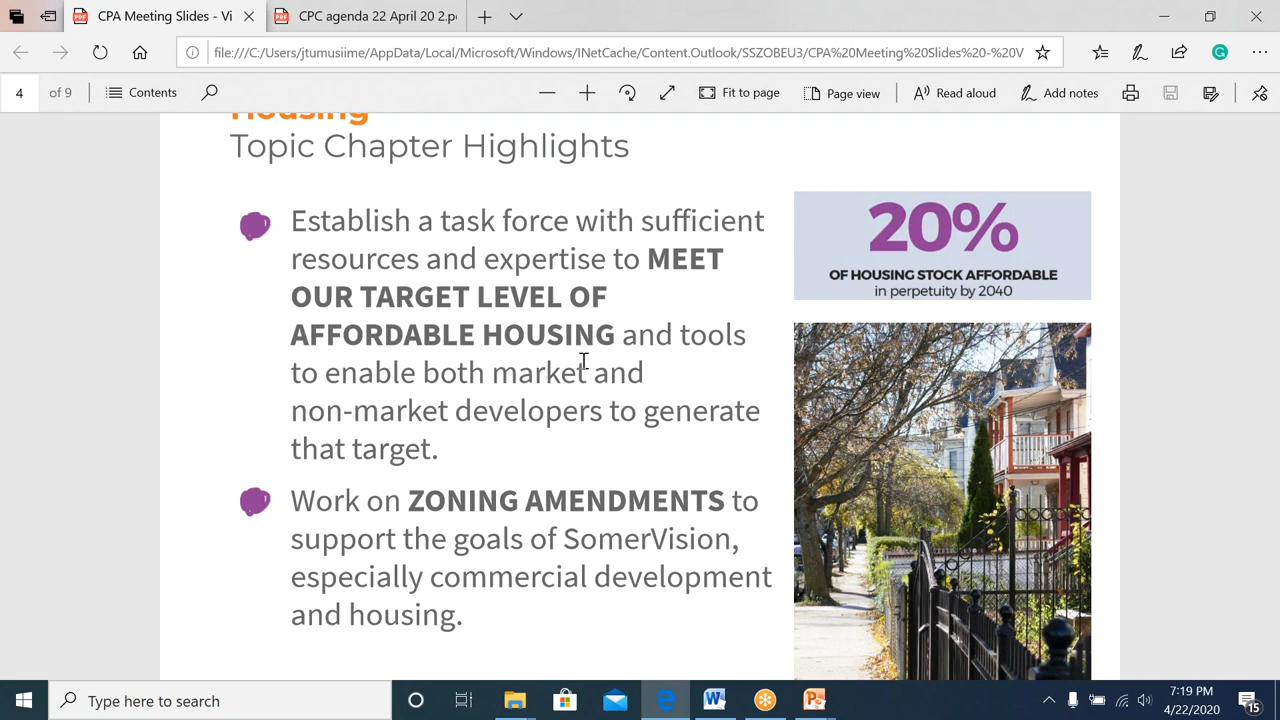 CPA Meeting Slides - Vi
CPC agenda 22 April 20 2.p
file:///C:/Users/jtumusiime/AppData/Local/Microsoft/Windows/INetCache/Content.Outlook/SSZOBEU3/CPA%20Meeting%20Slides%20-%20V
4
of 9
Contents
Fit to page
Page view
Read aloud
Add notes
Housing
Topic Chapter Highlights
Establish a task force with sufficient
resources and expertise to MEET
OUR TARGET LEVEL OF
AFFORDABLE HOUSING and tools
to enable both market and
non-market developers to generate
that target.
Work on ZONING AMENDMENTS to
support the goals of SomerVision,
especially commercial development
and housing.
20%
OF HOUSING STOCK AFFORDABLE
in perpetuity by 2040
Type here to search
7:19 PM
4/22/2020
15